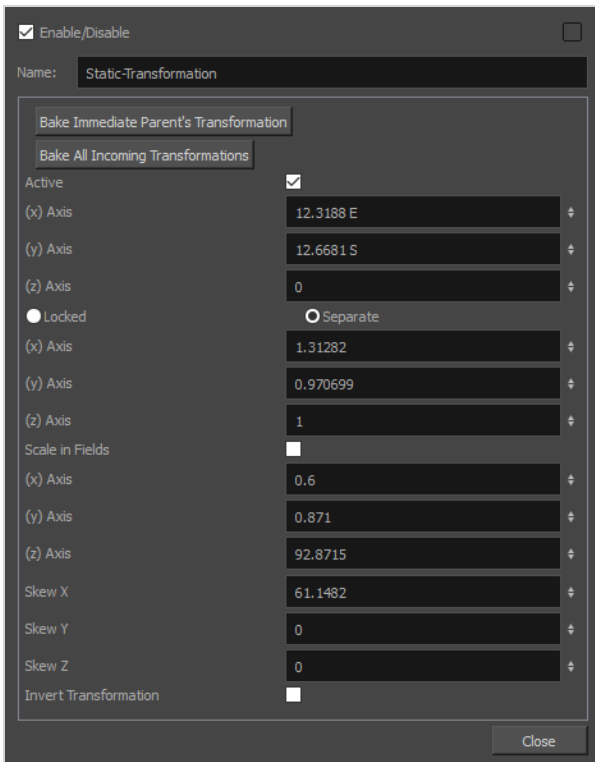 Enable/Disable
Name: Static-Transformation
Bake Immediate Parent's Transformation
Bake All Incoming Transformations
Active
(x) Axis 12.3188 E
(y) Axis 12.6681 S
(z) Axis 0
Locked Separate
(x) Axis 1.31282
(y) Axis 0.970699
(z) Axis 1
Scale in Fields
(x) Axis 0.6
(y) Axis 0.871
(z) Axis 92.8715
Skew X 61.1482
Skew Y 0
Skew Z 0
Invert Transformation
Close